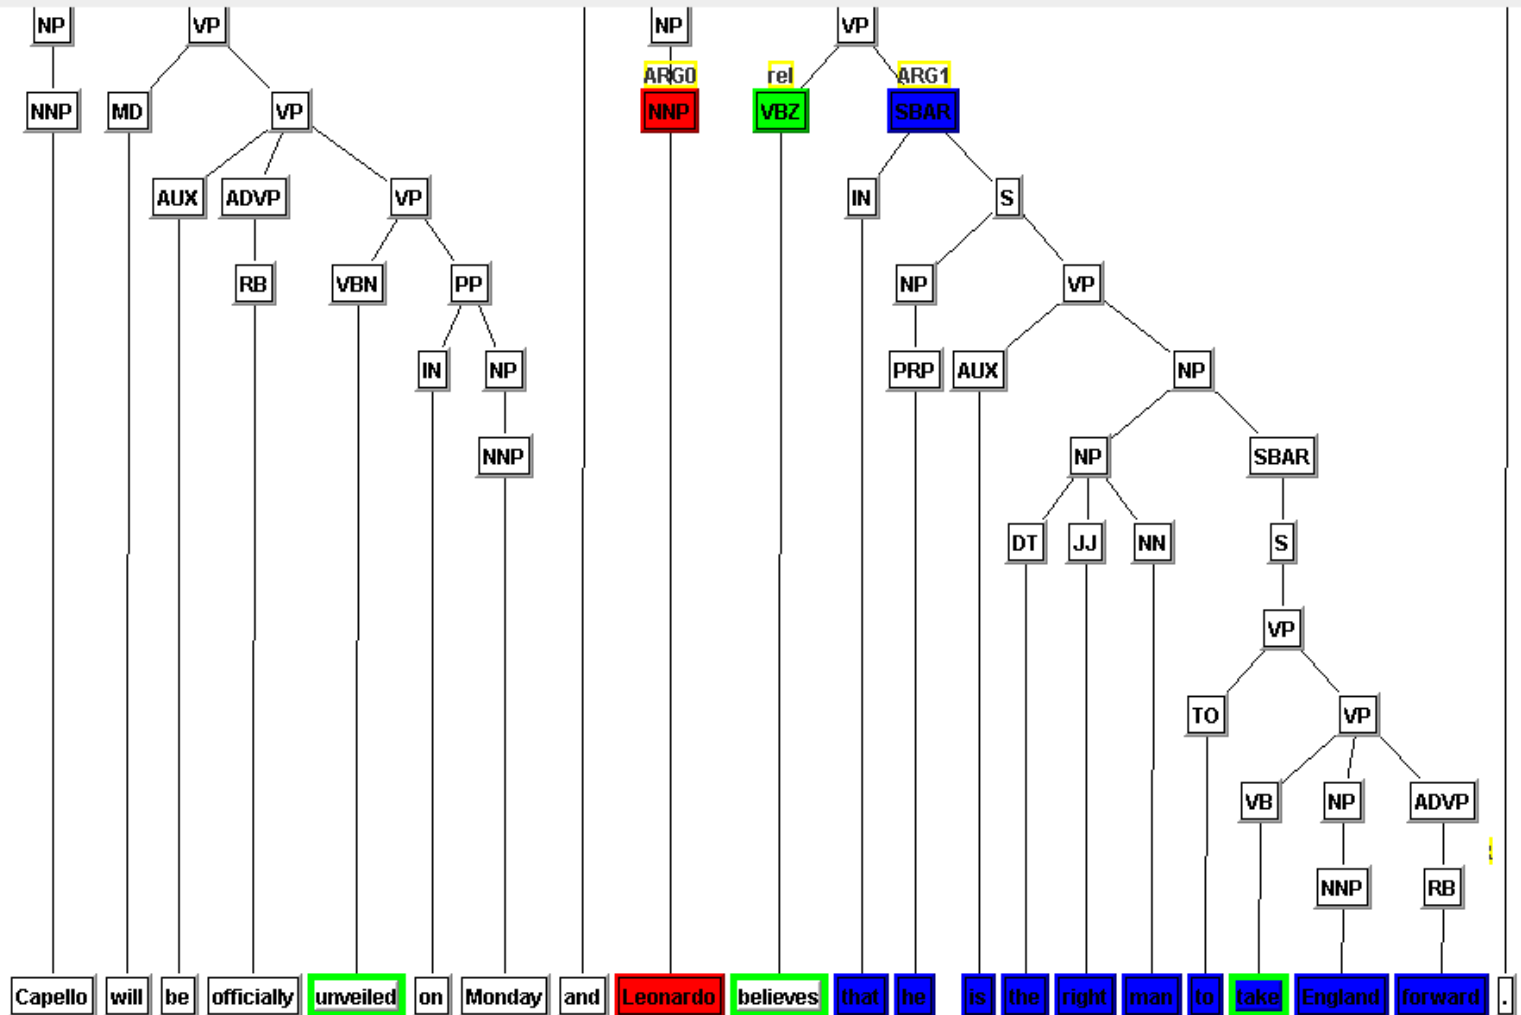 NP VP NP VP
ARG0 rel ARG1
NNP MD VP NNP VBZ SBAR
AUX ADVP VP IN S
RB VBN PP NP VP
IN NP PRP AUX NP
NNP NP SBAR
DT JJ NN S
VP
TO VP
VB NP ADVP
NNP RB
Capello will be officially unveiled on Monday and Leonardo believes that he is the right man to take England forward .